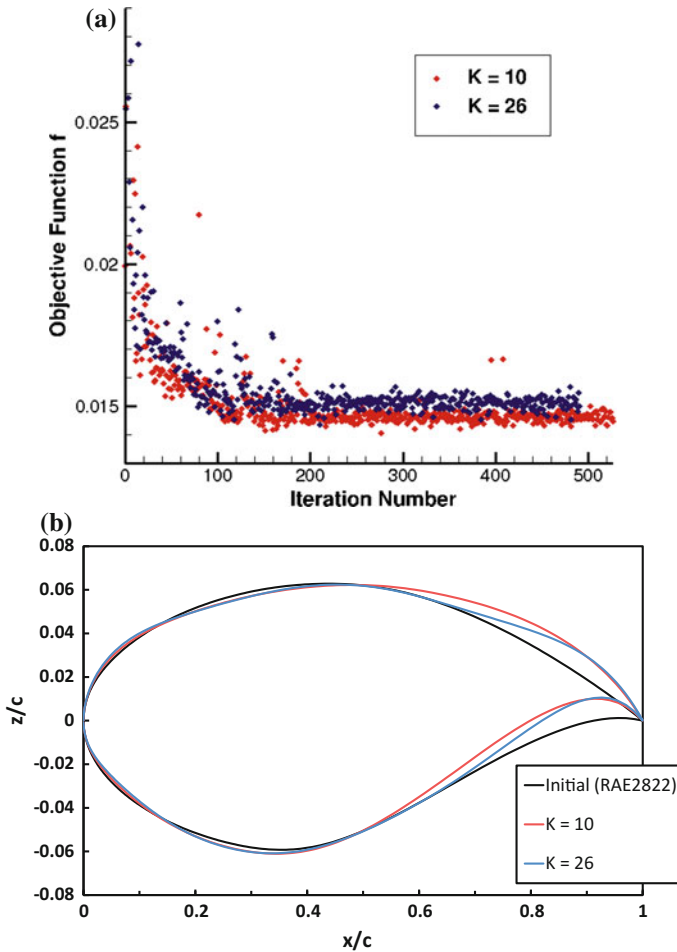 (a)
Objective Function f
0.025
0.02
0.015
K = 10
K = 26
0 100 200 300 400 500
Iteration Number
(b)
z/c
0.08
0.06
0.04
0.02
0
-0.02
-0.04
-0.06
-0.08
Initial (RAE2822)
K = 10
K = 26
0 0.2 0.4 0.6 0.8 1
x/c